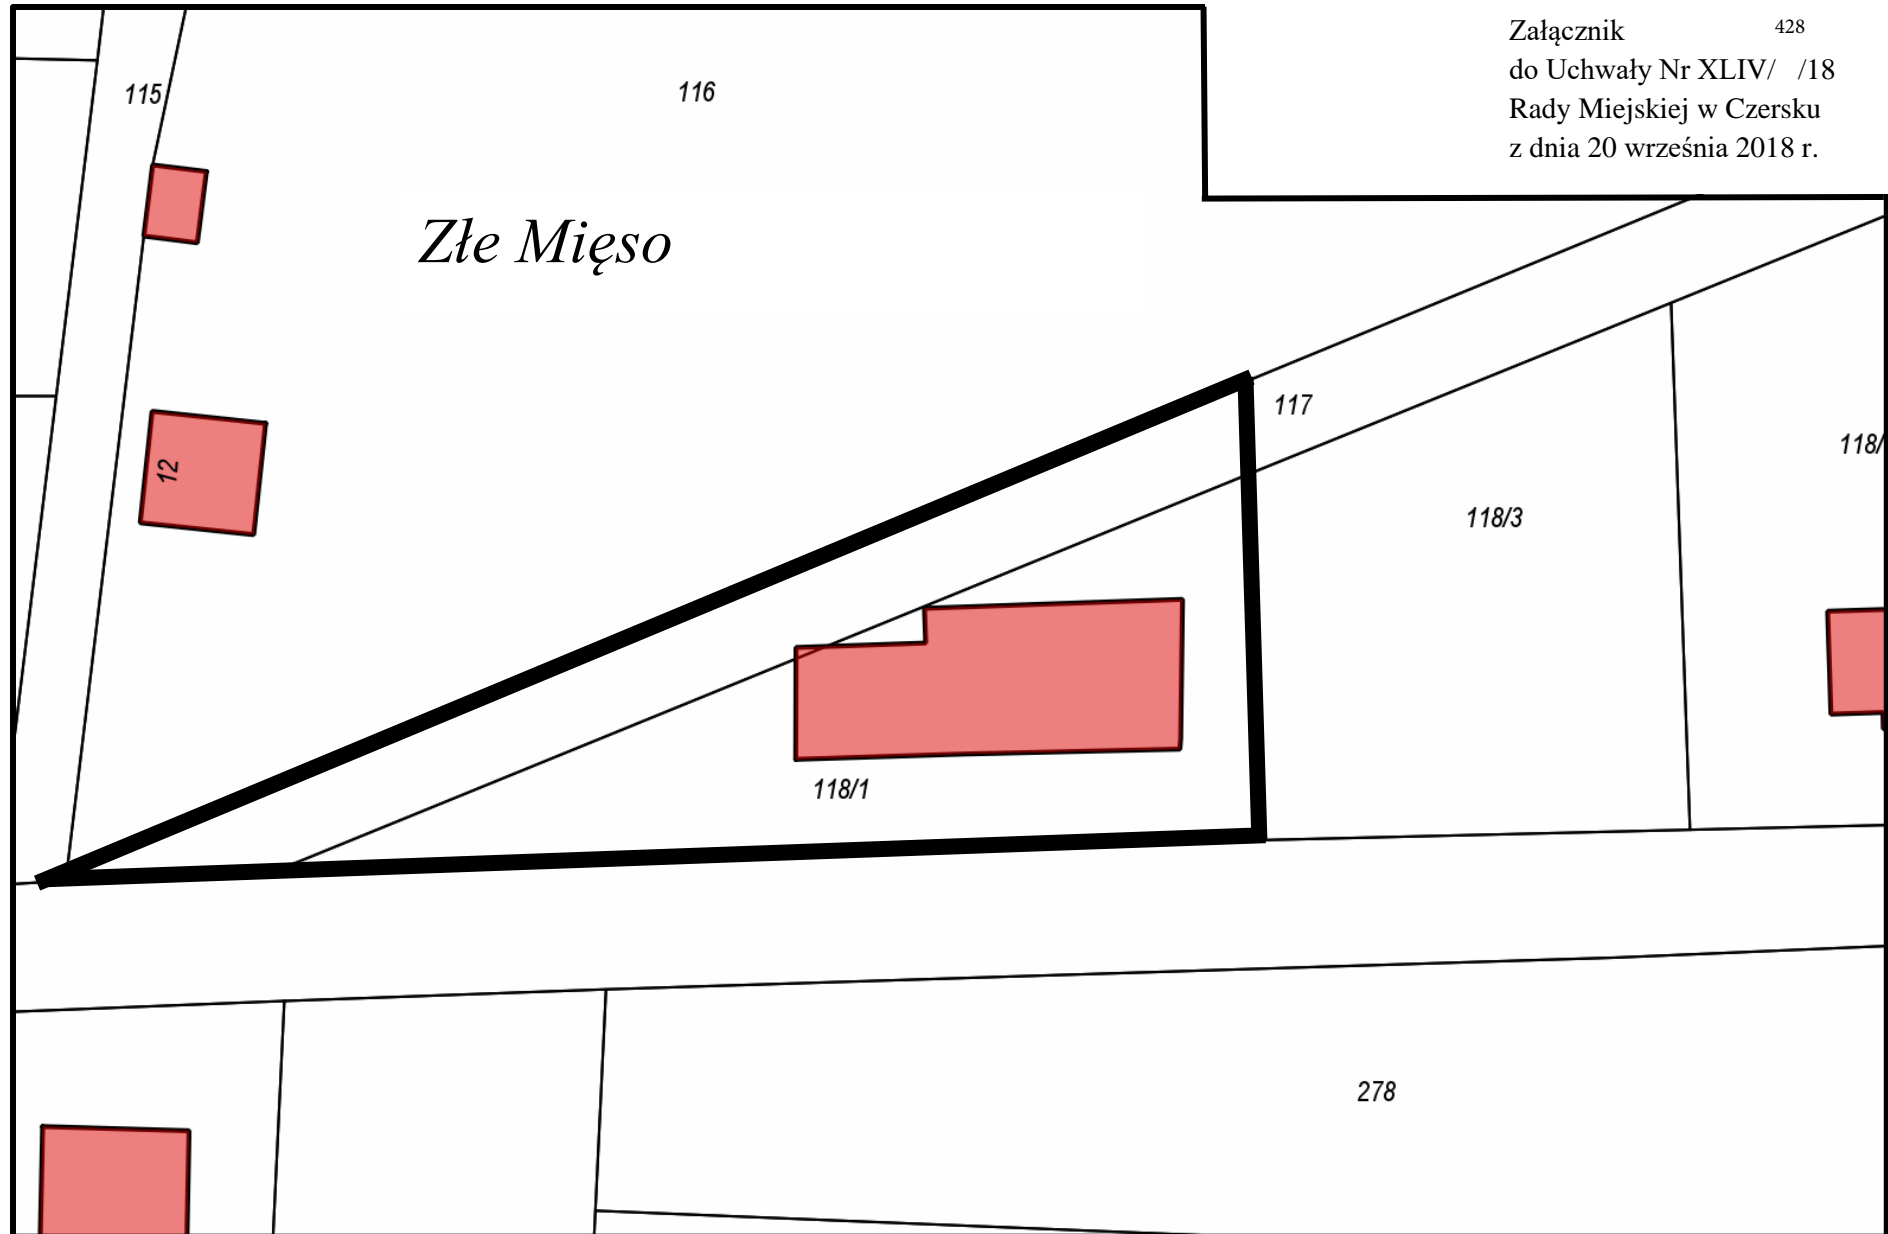 Załącznik 428
do Uchwały Nr XLIV/ /18
Rady Miejskiej w Czersku
z dnia 20 września 2018 r.
115
116
Złe Mięso
117
118/
12
118/3
118/1
278